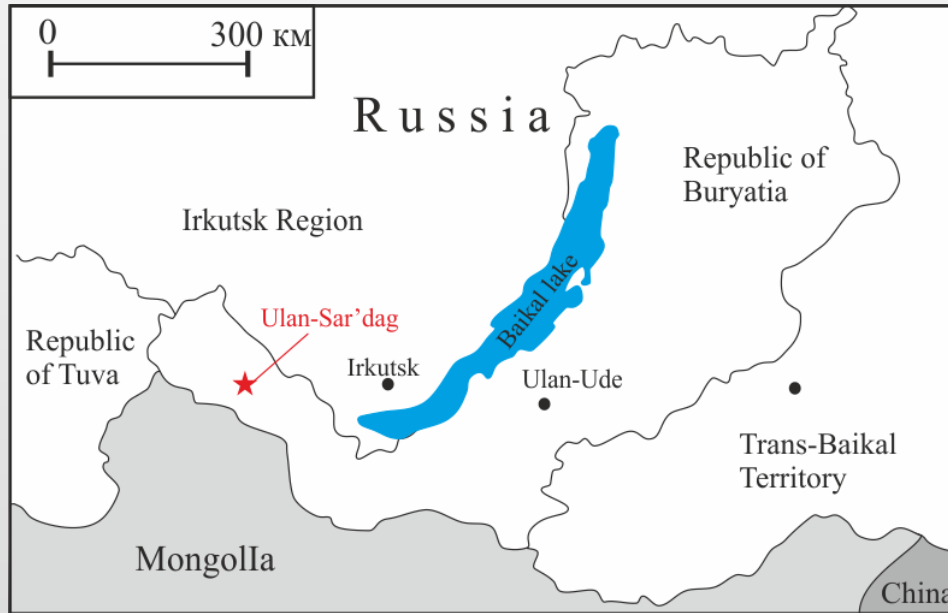 0 300 км
Russia
Republic of
Buryatia
Irkutsk Region
Ulan-Sar’dag
Baikal lake
Republic
of Tuva
Irkutsk
Ulan-Ude
Trans-Baikal
Territory
MongolIa
China